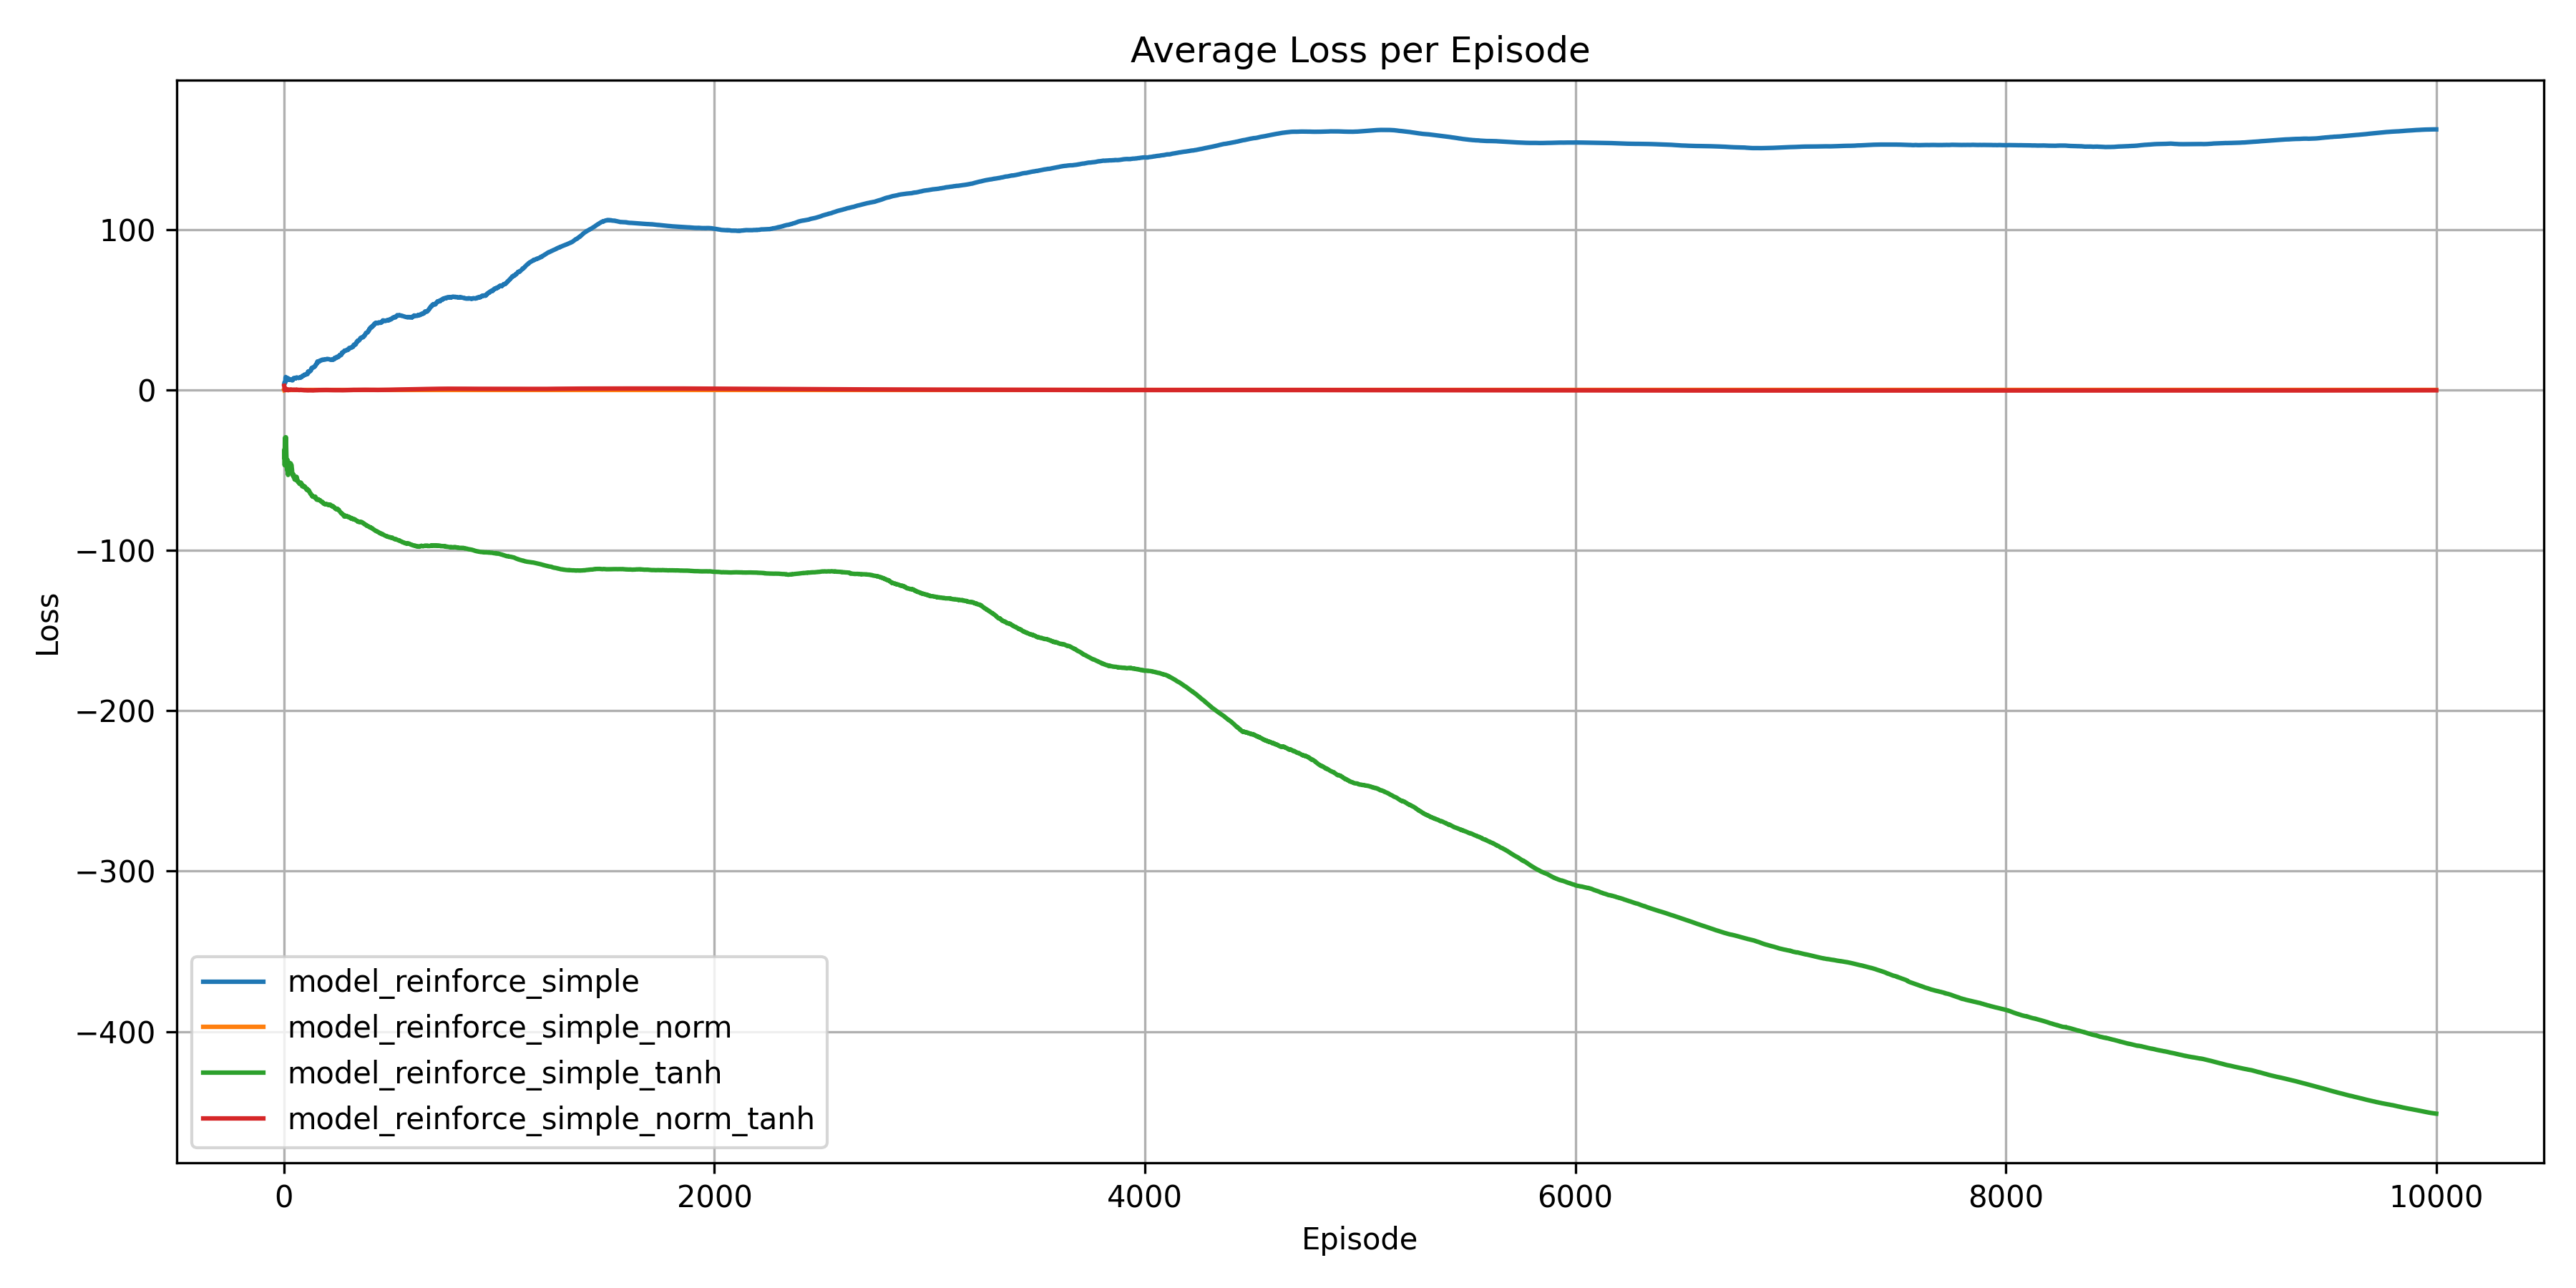 Average Loss per Episode
100
0
−100
−200
−300
−400
Loss
model_reinforce_simple
model_reinforce_simple_norm
model_reinforce_simple_tanh
model_reinforce_simple_norm_tanh
0
2000
4000
6000
8000
10000
Episode